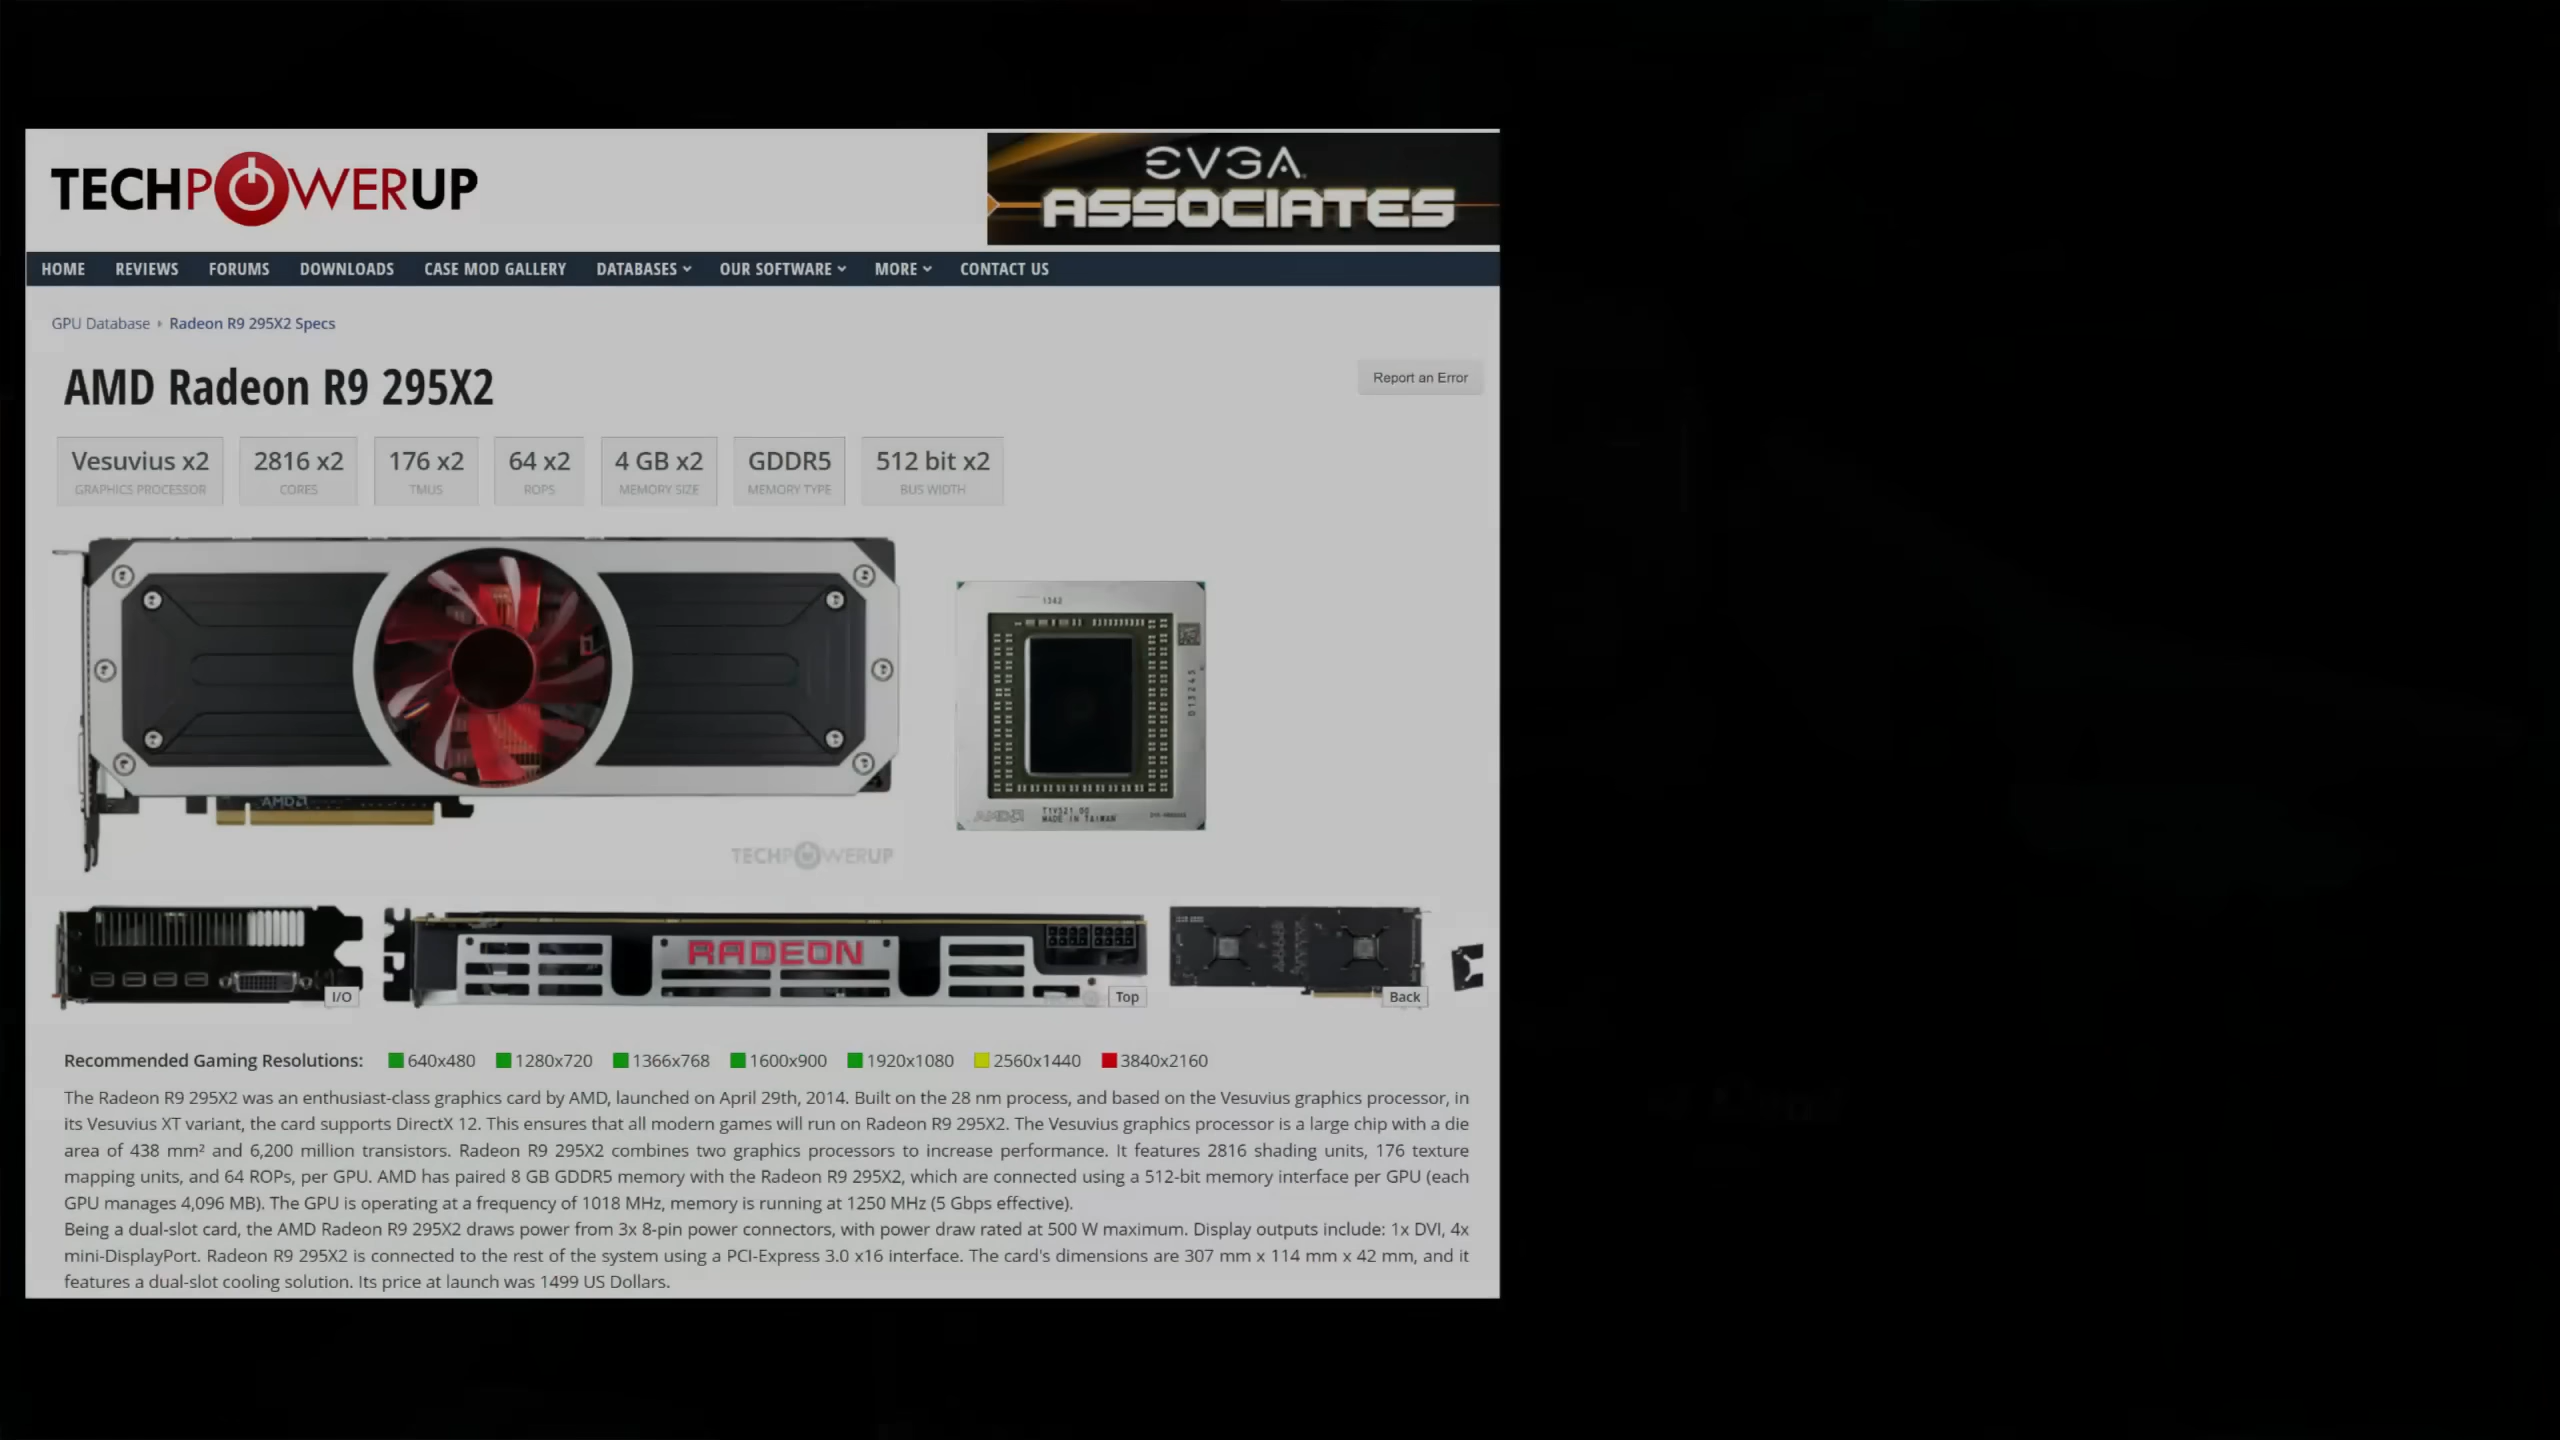 TECHPOWERUP
EVGA
ASSOCIATES
HOME REVIEWS FORUMS DOWNLOADS CASE MOD GALLERY DATABASES OUR SOFTWARE MORE CONTACT US
GPU Database Radeon R9 295X2 Specs
AMD Radeon R9 295X2
Report an Error
Vesuvius x2 2816 x2 176 x2 64 x2 4 GB x2 GDDR5 512 bit x2
GRAPHICS PROCESSOR CORES TMUS ROPS MEMORY SIZE MEMORY TYPE BUS WIDTH
1342
013245
AMD
AMD
T1V521.00
MADE IN TAIWAN
TECHPOWERUP
RADEON
I/O
Top
Back
Recommended Gaming Resolutions: 640x480 1280x720 1366x768 1600x900 1920x1080 2560x1440 3840x2160
The Radeon R9 295X2 was an enthusiast-class graphics card by AMD, launched on April 29th, 2014. Built on the 28 nm process, and based on the Vesuvius graphics processor, in
its Vesuvius XT variant, the card supports DirectX 12. This ensures that all modern games will run on Radeon R9 295X2. The Vesuvius graphics processor is a large chip with a die
area of 438 mm² and 6,200 million transistors. Radeon R9 295X2 combines two graphics processors to increase performance. It features 2816 shading units, 176 texture
mapping units, and 64 ROPs, per GPU. AMD has paired 8 GB GDDR5 memory with the Radeon R9 295X2, which are connected using a 512-bit memory interface per GPU (each
GPU manages 4,096 MB). The GPU is operating at a frequency of 1018 MHz, memory is running at 1250 MHz (5 Gbps effective).
Being a dual-slot card, the AMD Radeon R9 295X2 draws power from 3x 8-pin power connectors, with power draw rated at 500 W maximum. Display outputs include: 1x DVI, 4x
mini-DisplayPort. Radeon R9 295X2 is connected to the rest of the system using a PCI-Express 3.0 x16 interface. The card's dimensions are 307 mm x 114 mm x 42 mm, and it
features a dual-slot cooling solution. Its price at launch was 1499 US Dollars.